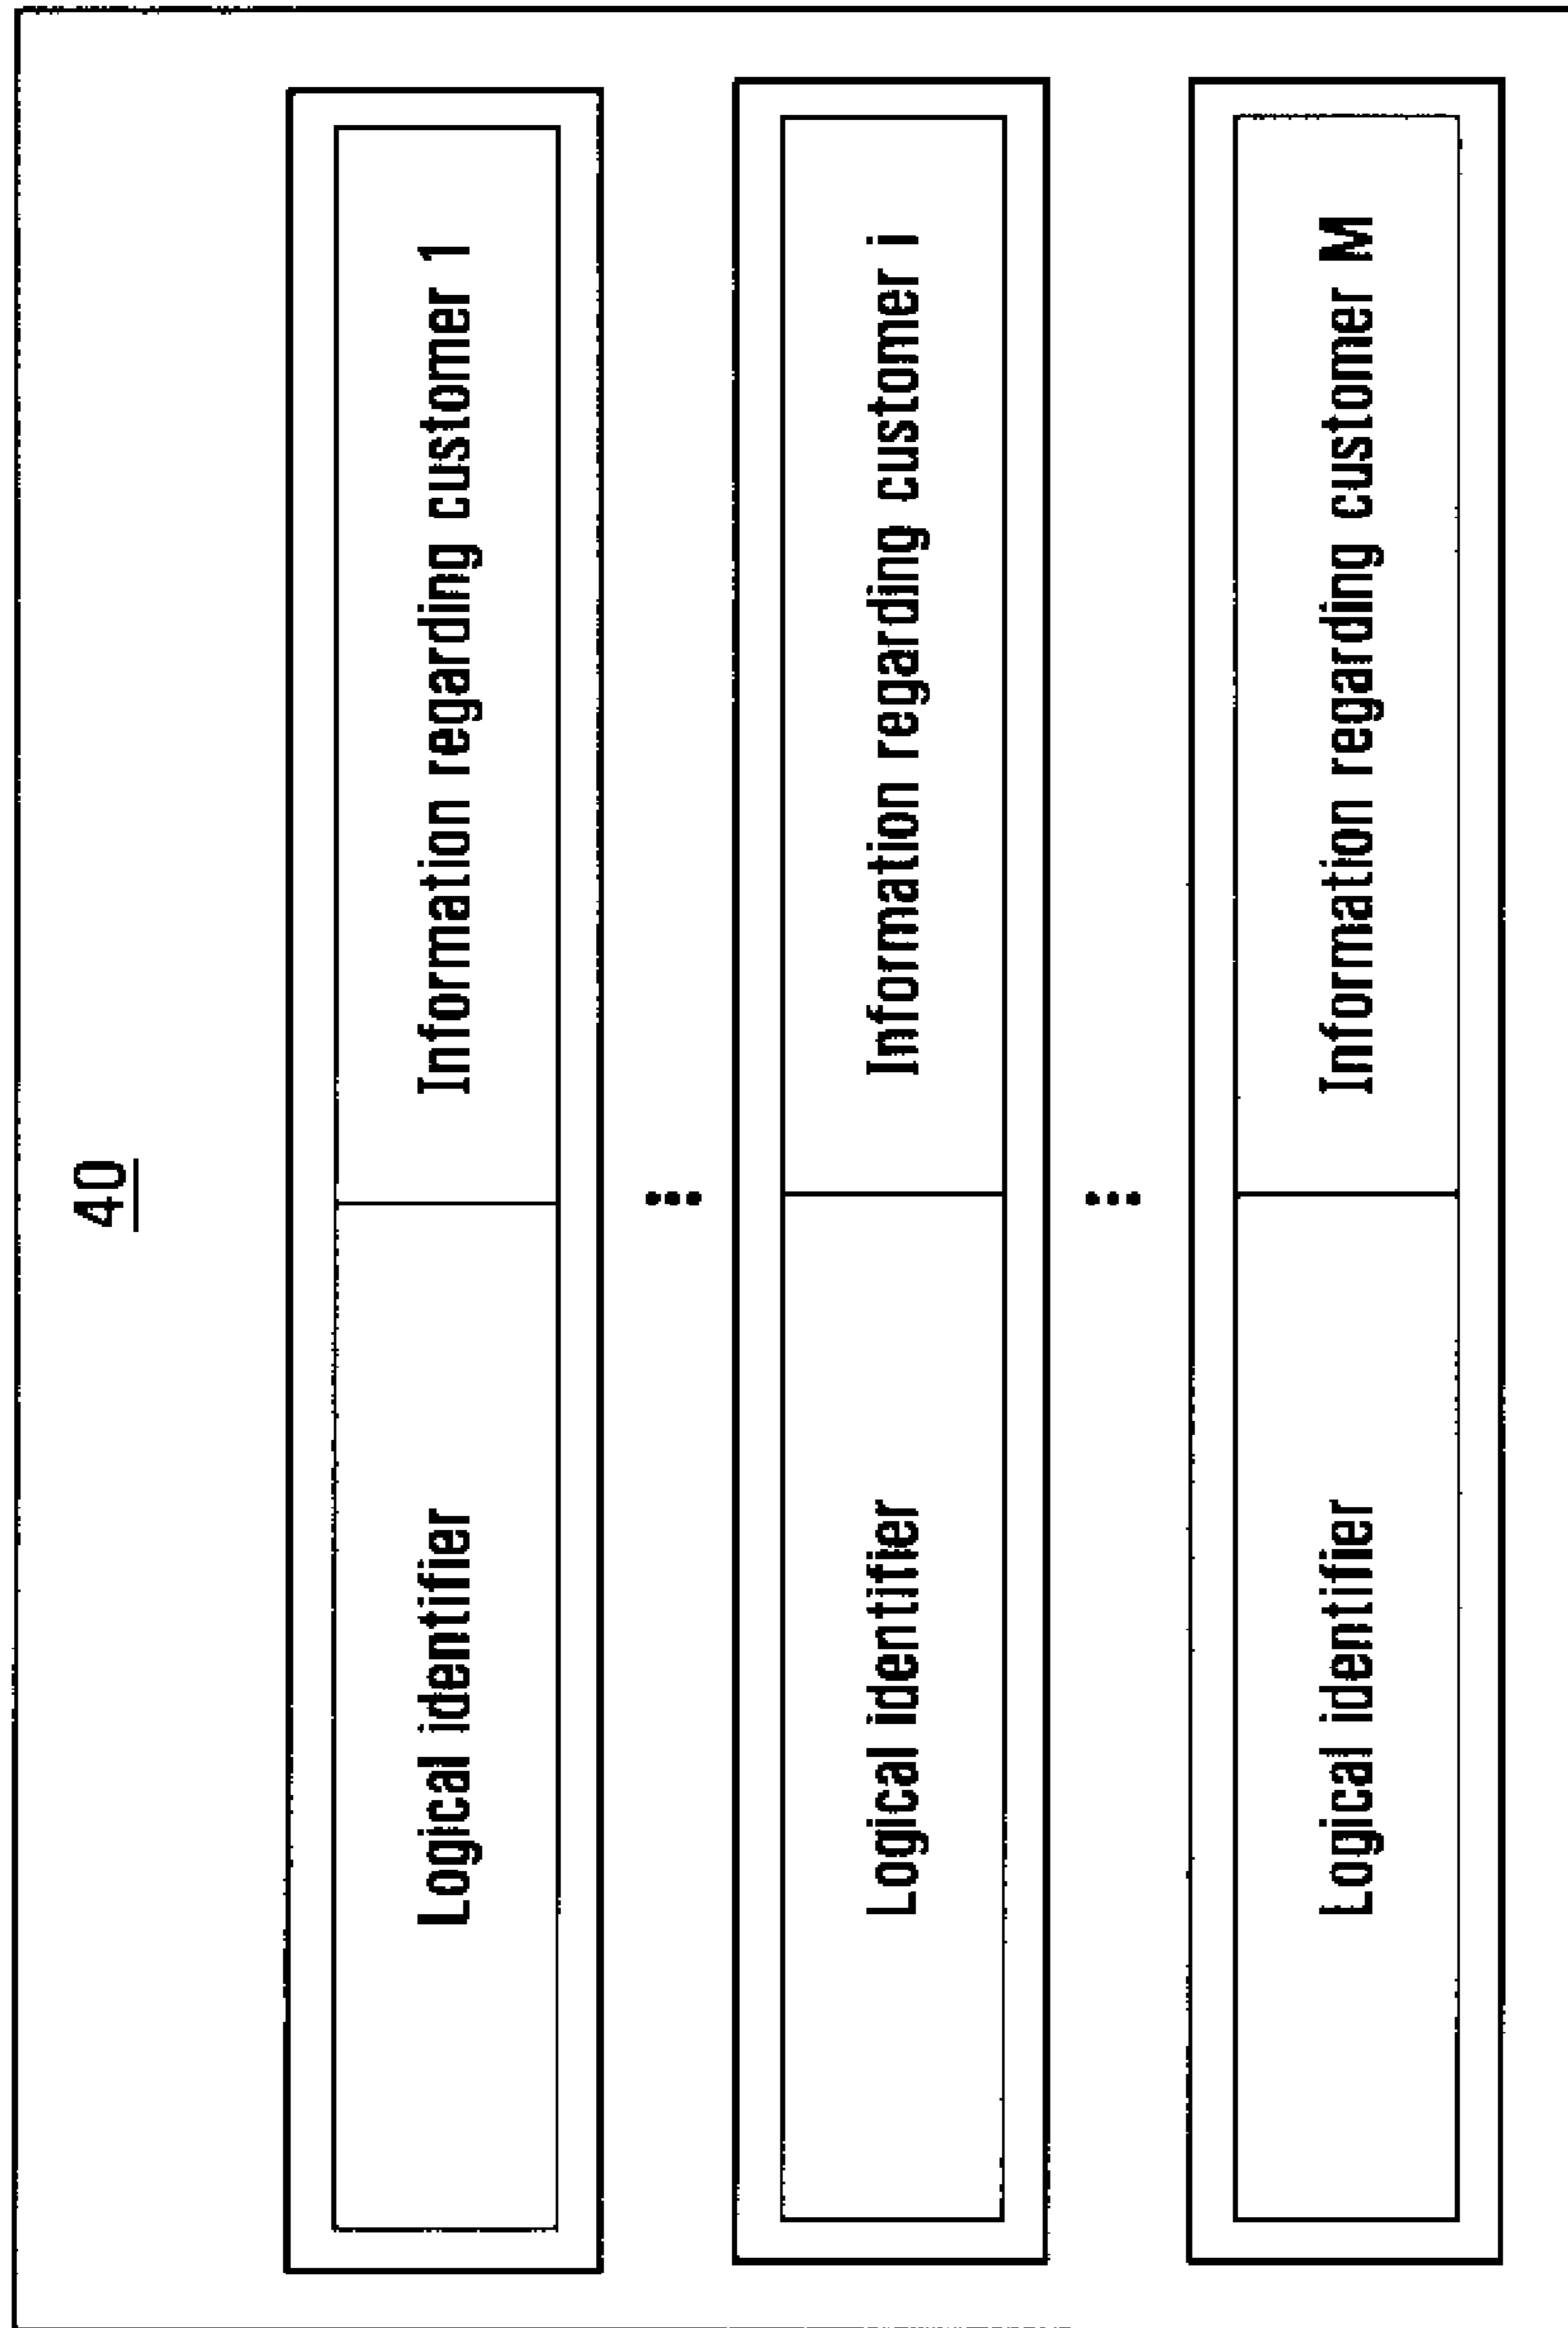 40
Logical identifier Information regarding customer 1
Logical identifier Information regarding customer i
Logical identifier Information regarding customer M